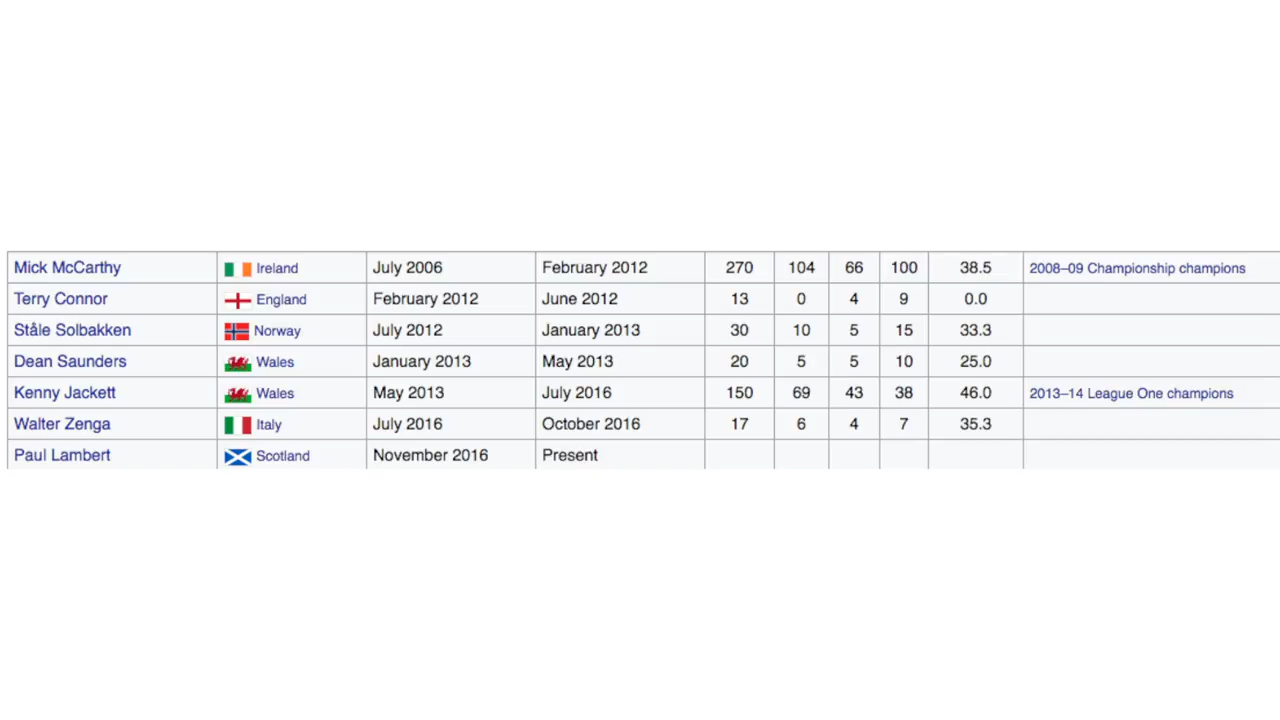 Mick McCarthy Ireland July 2006 February 2012 270 104 66 100 38.5 2008–09 Championship champions
Terry Connor England February 2012 June 2012 13 0 4 9 0.0
Ståle Solbakken Norway July 2012 January 2013 30 10 5 15 33.3
Dean Saunders Wales January 2013 May 2013 20 5 5 10 25.0
Kenny Jackett Wales May 2013 July 2016 150 69 43 38 46.0 2013–14 League One champions
Walter Zenga Italy July 2016 October 2016 17 6 4 7 35.3
Paul Lambert Scotland November 2016 Present